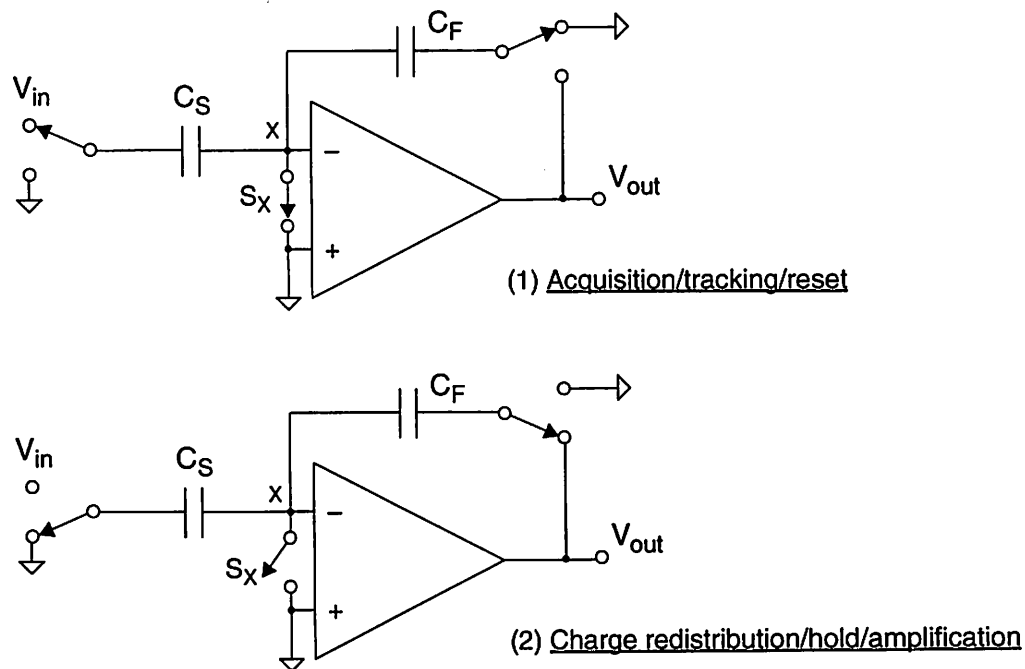 C_F
V_in
C_S
X
−
S_X
+
V_out
(1) Acquisition/tracking/reset
C_F
V_in
C_S
X
−
S_X
+
V_out
(2) Charge redistribution/hold/amplification